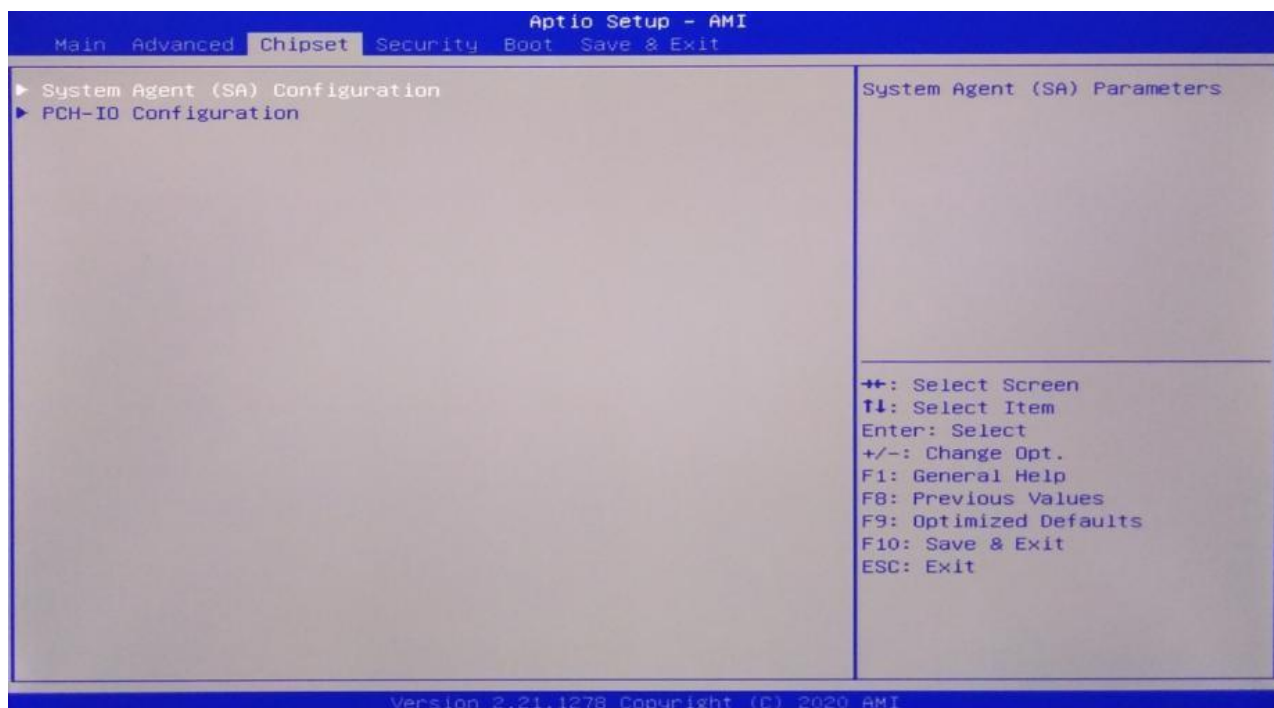 Aptio Setup - AMI
Main Advanced Chipset Security Boot Save & Exit
► System Agent (SA) Configuration
► PCH-IO Configuration
System Agent (SA) Parameters
→←: Select Screen
↑↓: Select Item
Enter: Select
+/-: Change Opt.
F1: General Help
F8: Previous Values
F9: Optimized Defaults
F10: Save & Exit
ESC: Exit
Version 2.21.1278 Copyright (C) 2020 AMI